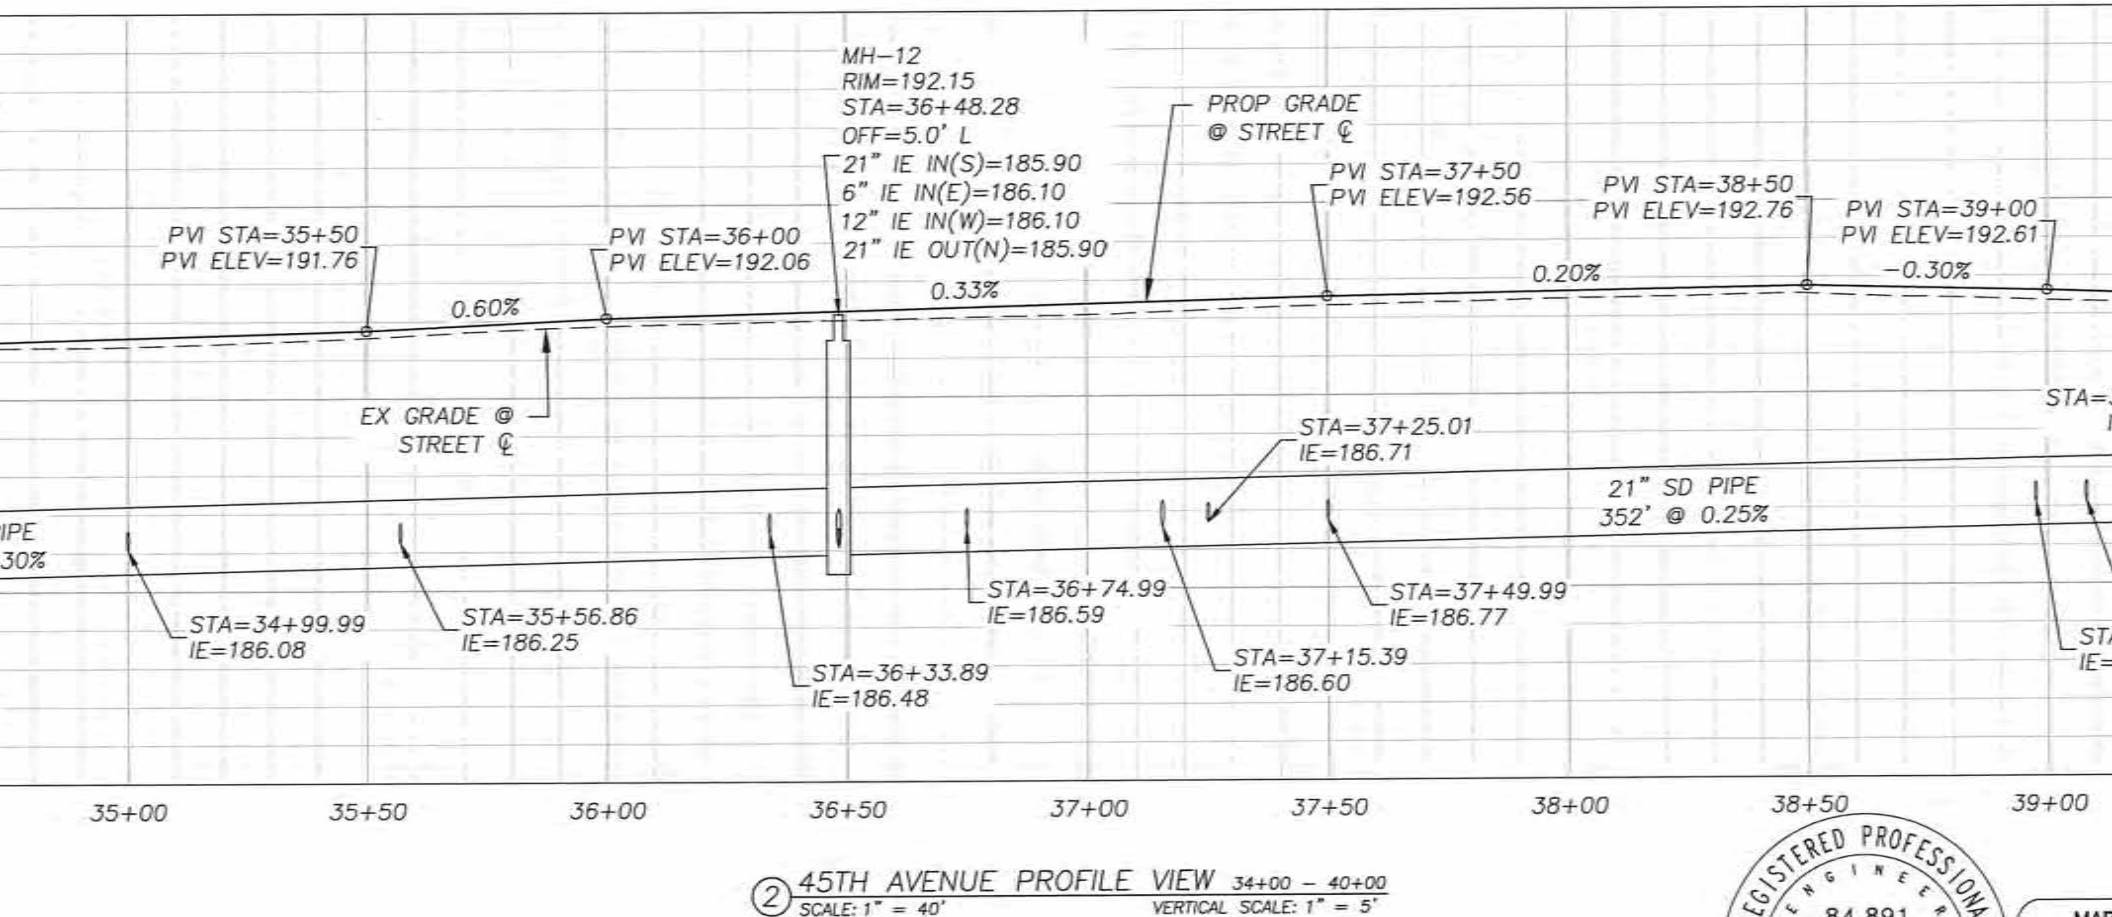 MH-12
RIM=192.15
STA=36+48.28
OFF=5.0' L
21" IE IN(S)=185.90
6" IE IN(E)=186.10
12" IE IN(W)=186.10
21" IE OUT(N)=185.90
PROP GRADE
@ STREET ℄
PVI STA=35+50
PVI ELEV=191.76
PVI STA=36+00
PVI ELEV=192.06
PVI STA=37+50
PVI ELEV=192.56
PVI STA=38+50
PVI ELEV=192.76
PVI STA=39+00
PVI ELEV=192.61
0.60%
0.33%
0.20%
-0.30%
EX GRADE @
STREET ℄
STA=37+25.01
IE=186.71
21" SD PIPE
352' @ 0.25%
30%
STA=34+99.99
IE=186.08
STA=35+56.86
IE=186.25
STA=36+33.89
IE=186.48
STA=36+74.99
IE=186.59
STA=37+15.39
IE=186.60
STA=37+49.99
IE=186.77
STA=
IE=
35+00 35+50 36+00 36+50 37+00 37+50 38+00 38+50 39+00
2 45TH AVENUE PROFILE VIEW 34+00 - 40+00
SCALE: 1" = 40' VERTICAL SCALE: 1" = 5'
REGISTERED PROFESSIONAL
ENGINEER
84,891